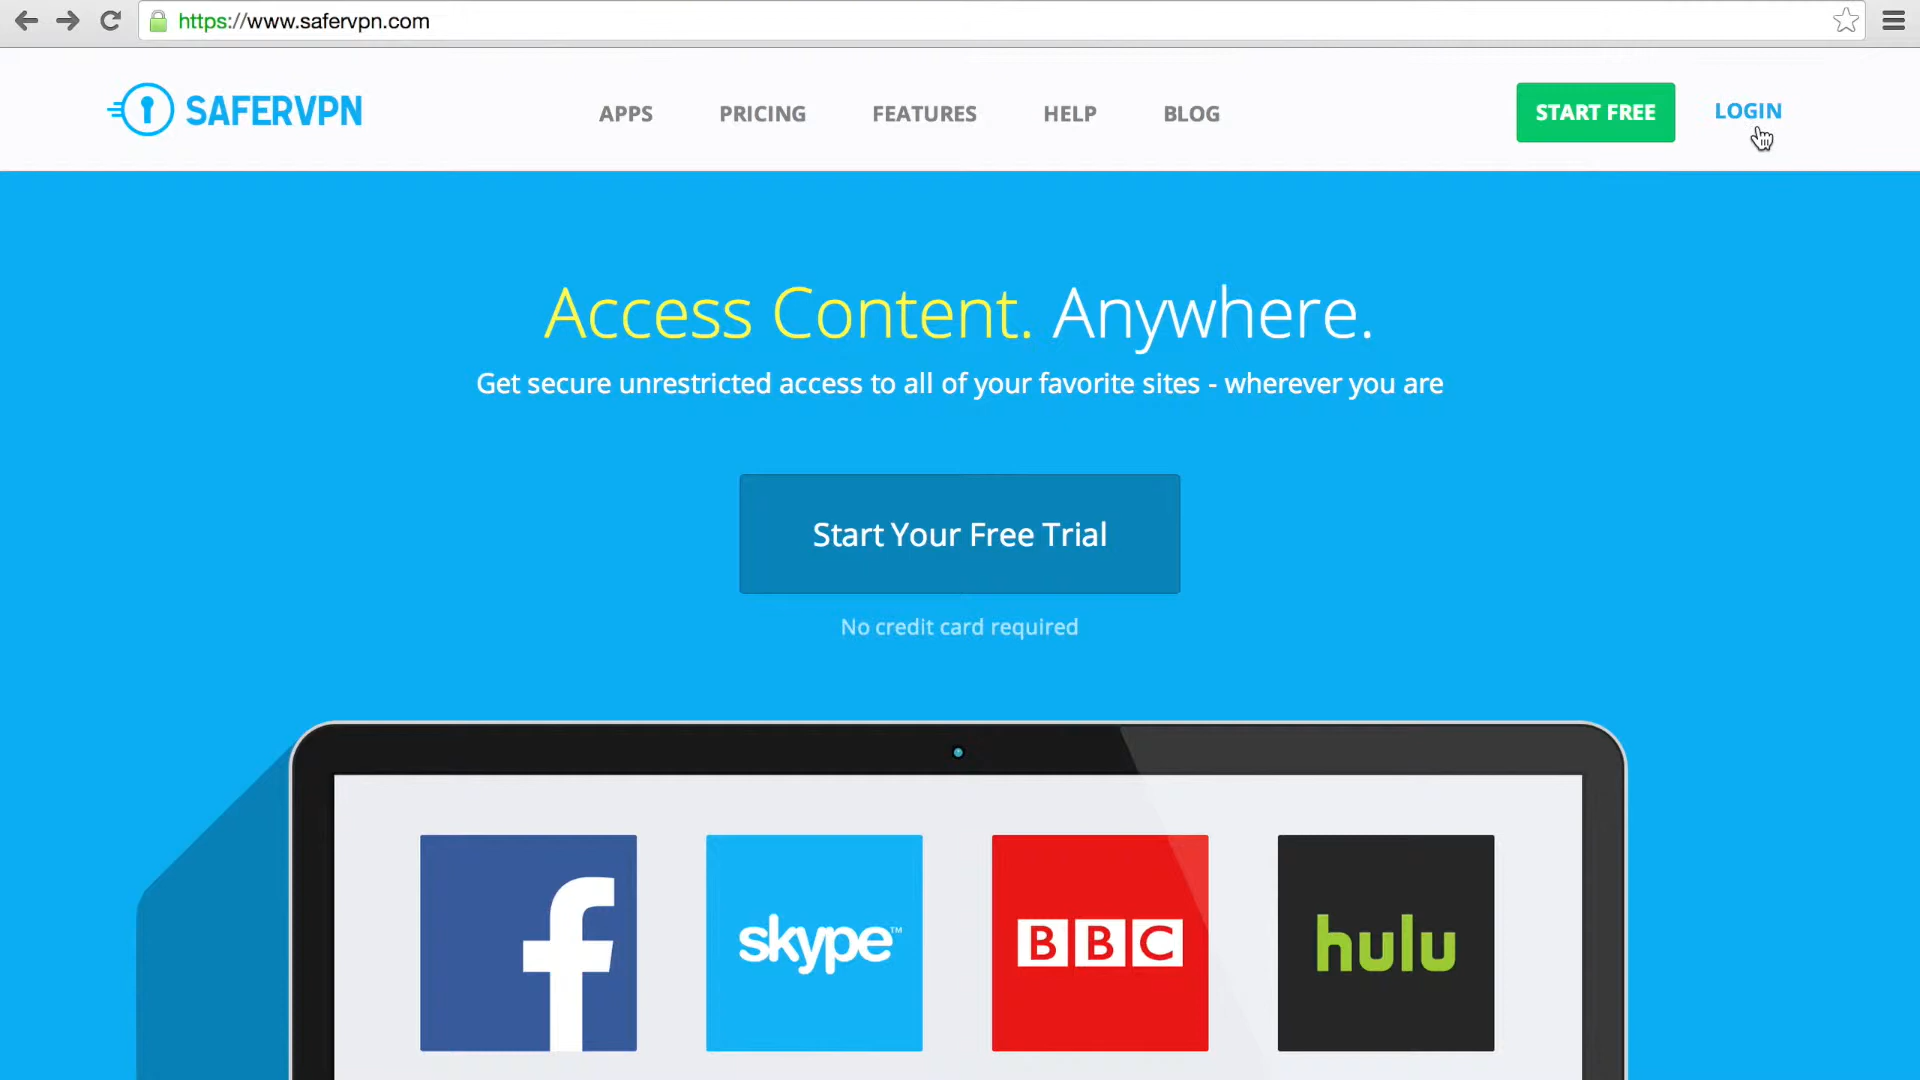 https://www.safervpn.com
SAFERVPN
APPS
PRICING
FEATURES
HELP
BLOG
START FREE
LOGIN
Access Content. Anywhere.
Get secure unrestricted access to all of your favorite sites - wherever you are
Start Your Free Trial
No credit card required
f
skype™
BBC
hulu